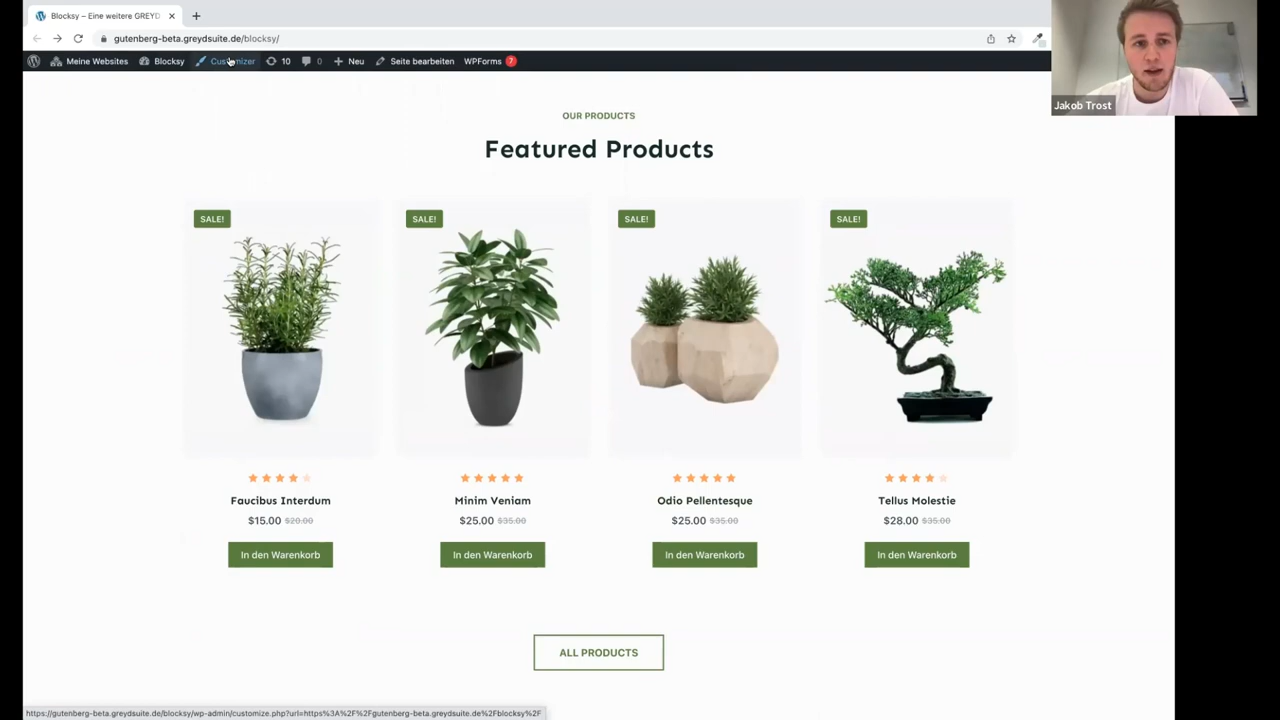 Blocksy – Eine weitere GREYD
gutenberg-beta.greydsuite.de/blocksy/
Meine Websites Blocksy Customizer 10 0 Neu Seite bearbeiten WPForms 7
Jakob Trost
OUR PRODUCTS
Featured Products
SALE! SALE! SALE! SALE!
Faucibus Interdum Minim Veniam Odio Pellentesque Tellus Molestie
$15.00 $20.00 $25.00 $35.00 $25.00 $35.00 $28.00 $35.00
In den Warenkorb In den Warenkorb In den Warenkorb In den Warenkorb
ALL PRODUCTS
https://gutenberg-beta.greydsuite.de/blocksy/wp-admin/customize.php?url=https%3A%2F%2Fgutenberg-beta.greydsuite.de%2Fblocksy%2F